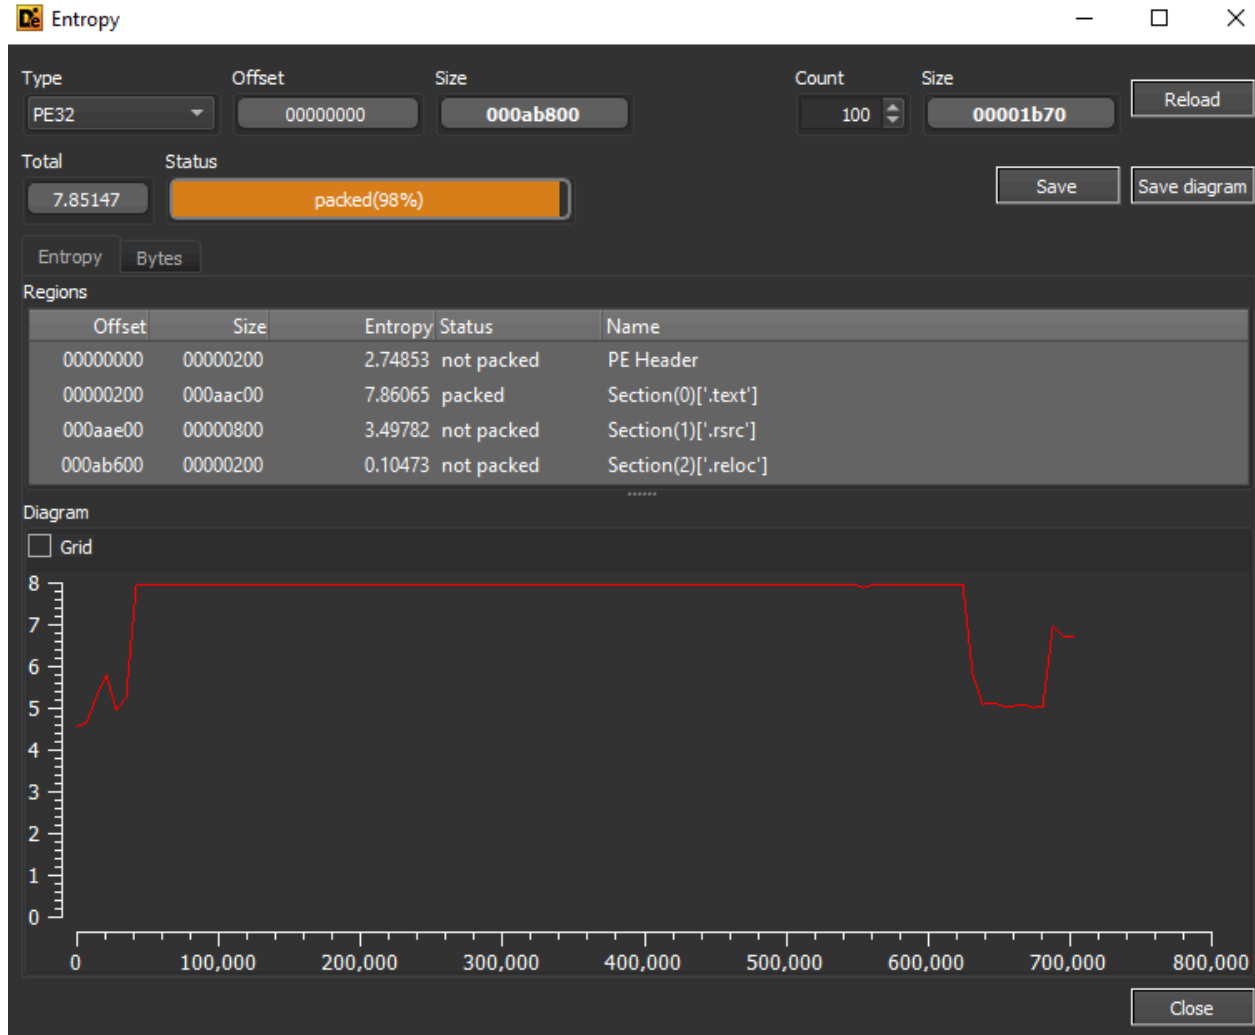 Entropy
Type Offset Size Count Size
PE32 00000000 000ab800 100 00001b70 Reload
Total Status
7.85147 packed(98%) Save Save diagram
Entropy Bytes
Regions
Offset Size Entropy Status Name
00000000 00000200 2.74853 not packed PE Header
00000200 000aac00 7.86065 packed Section(0)['.text']
000aae00 00000800 3.49782 not packed Section(1)['.rsrc']
000ab600 00000200 0.10473 not packed Section(2)['.reloc']
Diagram
Grid
8
7
6
5
4
3
2
1
0
0 100,000 200,000 300,000 400,000 500,000 600,000 700,000 800,000
Close